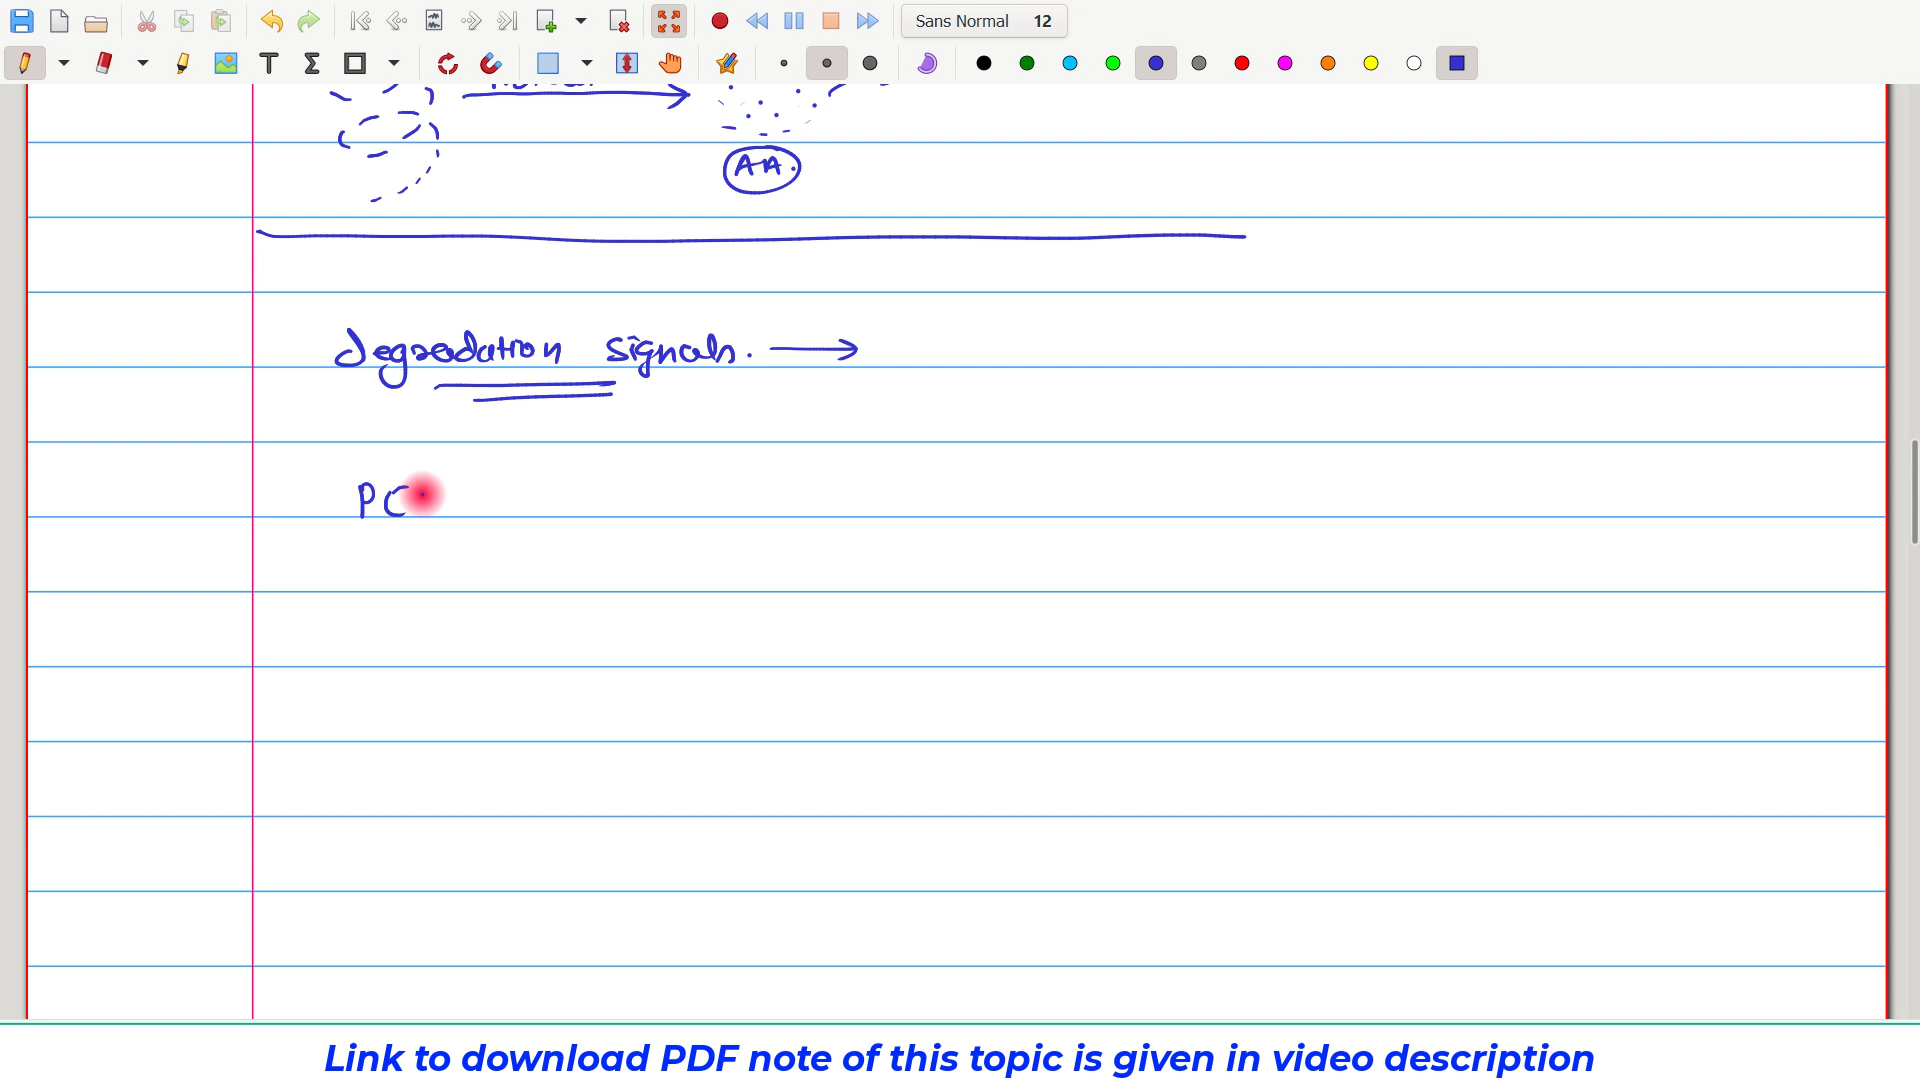 Sans Normal 12
AA.
degradation signals. →
PC
Link to download PDF note of this topic is given in video description